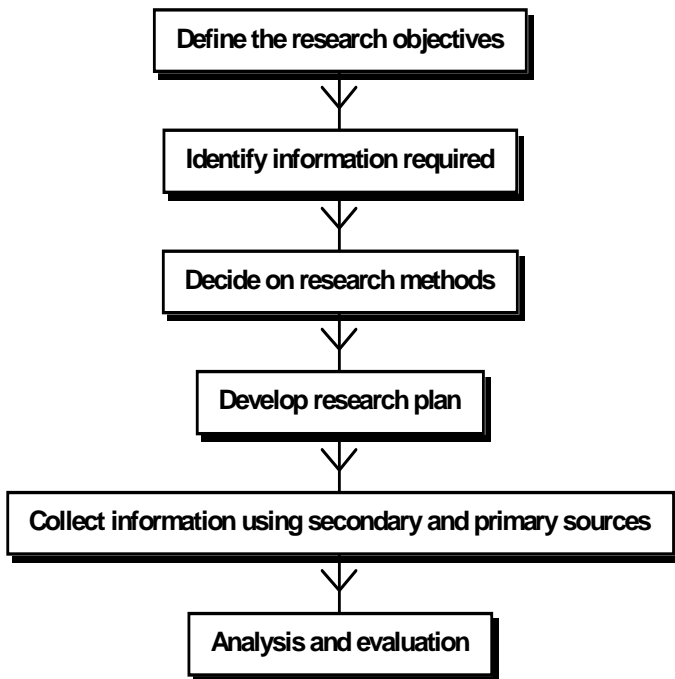 Define the research objectives
Identify information required
Decide on research methods
Develop research plan
Collect information using secondary and primary sources
Analysis and evaluation